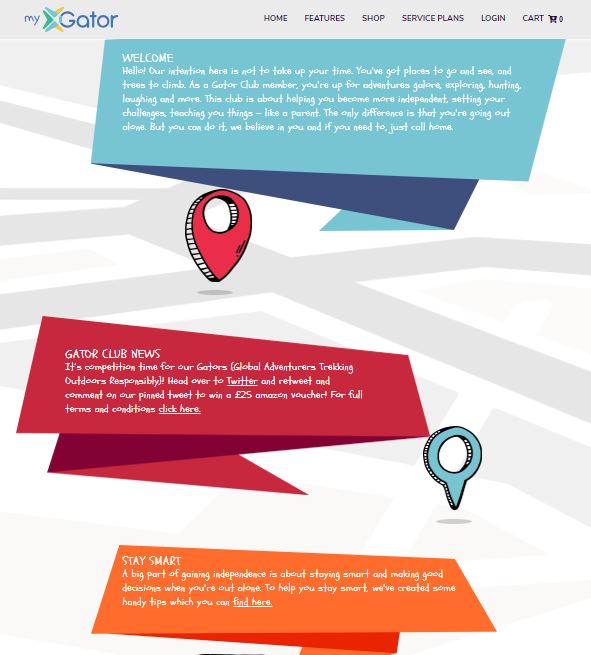 my Gator
HOME FEATURES SHOP SERVICE PLANS LOGIN CART 0
WELCOME
Hello! Our intention here is not to take up your time. You've got places to go and see, and
trees to climb. As a Gator Club member, you're up for adventures galore, exploring, hunting,
laughing and more. This club is about helping you become more independent, setting your
challenges, teaching you things – like a parent. The only difference is that you're going out
alone. But you can do it, we believe in you and if you need to, just call home.
GATOR CLUB NEWS
It's competition time for our Gators (Global Adventurers Trekking
Outdoors Responsibly)! Head over to Twitter and retweet and
comment on our pinned tweet to win a £25 amazon voucher! For full
terms and conditions click here.
STAY SMART
A big part of gaining independence is about staying smart and making good
decisions when you're out alone. To help you stay smart, we've created some
handy tips which you can find here.